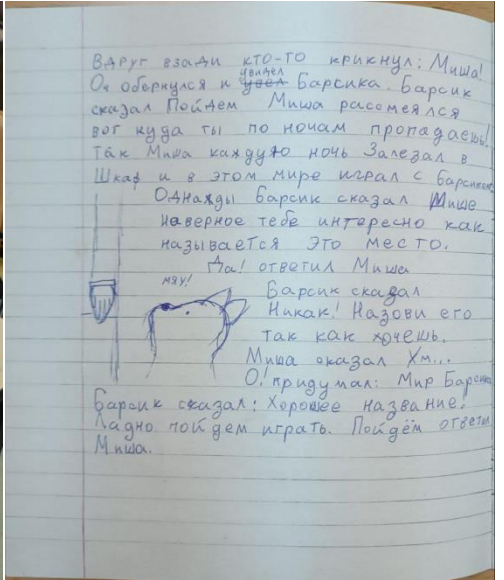 Вдруг взади кто-то крикнул: Миша!
увидел
Он обернулся и увел Барсика. Барсик
сказал Пойдем Миша рассмеялся
вот куда ты по ночам пропадаешь!
Так Миша каждую ночь Залезал в
Шкаф и в этом мире играл с Барсиком.
Однажды Барсик сказал Мише
наверное тебе интересно как
называется это место.
Да! ответил Миша
мяу!
Барсик сказал
Никак! Назови его
так как хочешь.
Миша сказал Хм...
О! придумал: Мир Барсика
Барсик сказал: Хорошее название!
Ладно пойдем играть. Пойдём ответил
Миша.